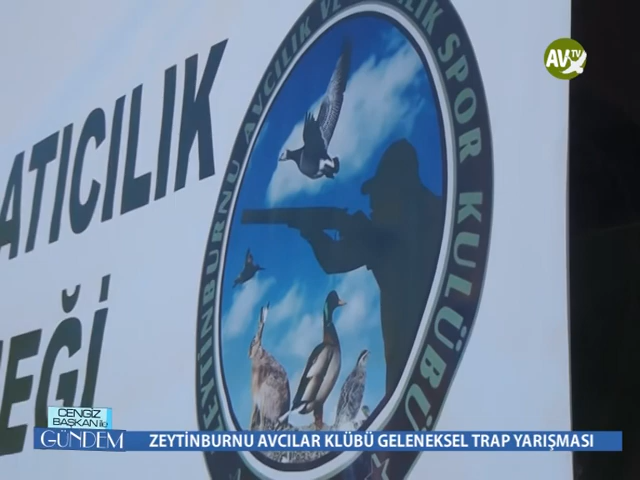 AV TV
ATICILIK
EĞİ
ZEYTİNBURNU AVCILIK VE ATICILIK SPOR KULÜBÜ
CENGİZ
BAŞKAN ile
GÜNDEM
ZEYTİNBURNU AVCILAR KLÜBÜ GELENEKSEL TRAP YARIŞMASI